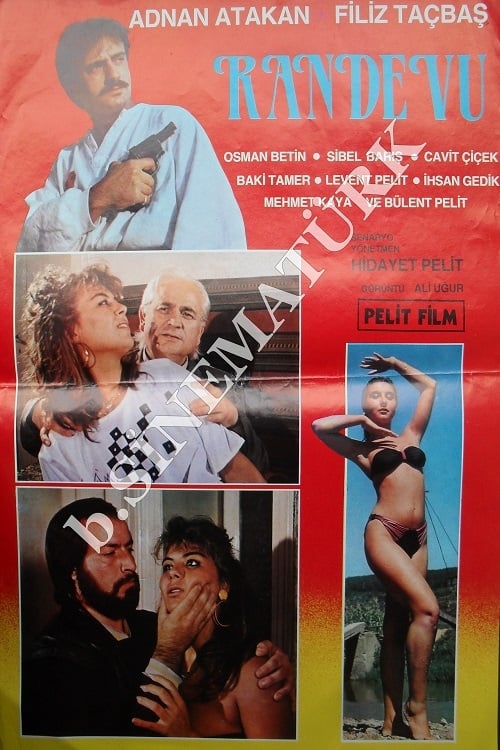 ADNAN ATAKAN FİLİZ TAÇBAŞ
RANDEVU
OSMAN BETİN • SİBEL BARIŞ • CAVİT ÇİÇEK
BAKİ TAMER • LEVENT PELİT • İHSAN GEDİK
MEHMET KAYA VE BÜLENT PELİT
SENARYO
YÖNETMEN
HİDAYET PELİT
GÖRÜNTÜ ALİ UĞUR
PELİT FİLM
b.SİNEMATÜRK